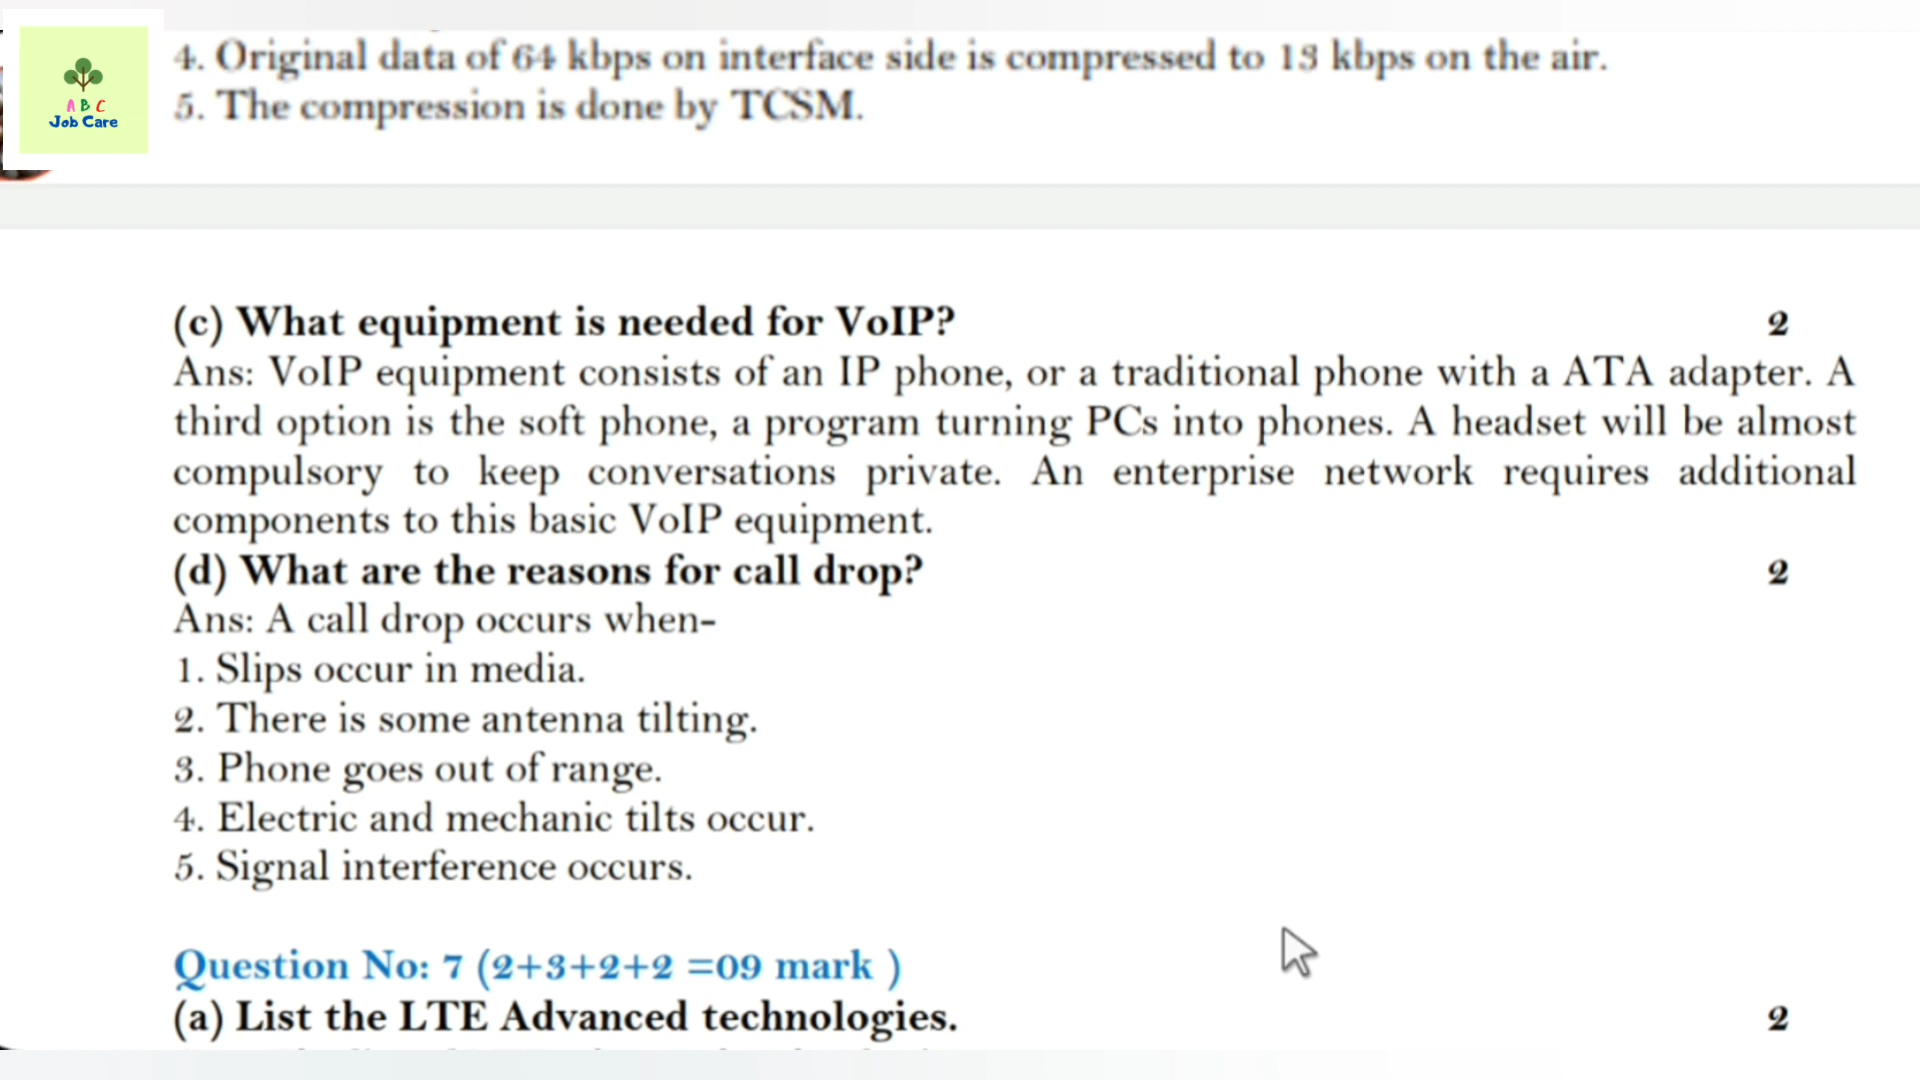 4. Original data of 64 kbps on interface side is compressed to 13 kbps on the air.
5. The compression is done by TCSM.
A B C
Job Care
(c) What equipment is needed for VoIP? 2
Ans: VoIP equipment consists of an IP phone, or a traditional phone with a ATA adapter. A
third option is the soft phone, a program turning PCs into phones. A headset will be almost
compulsory to keep conversations private. An enterprise network requires additional
components to this basic VoIP equipment.
(d) What are the reasons for call drop? 2
Ans: A call drop occurs when-
1. Slips occur in media.
2. There is some antenna tilting.
3. Phone goes out of range.
4. Electric and mechanic tilts occur.
5. Signal interference occurs.
Question No: 7 (2+3+2+2 =09 mark )
(a) List the LTE Advanced technologies. 2